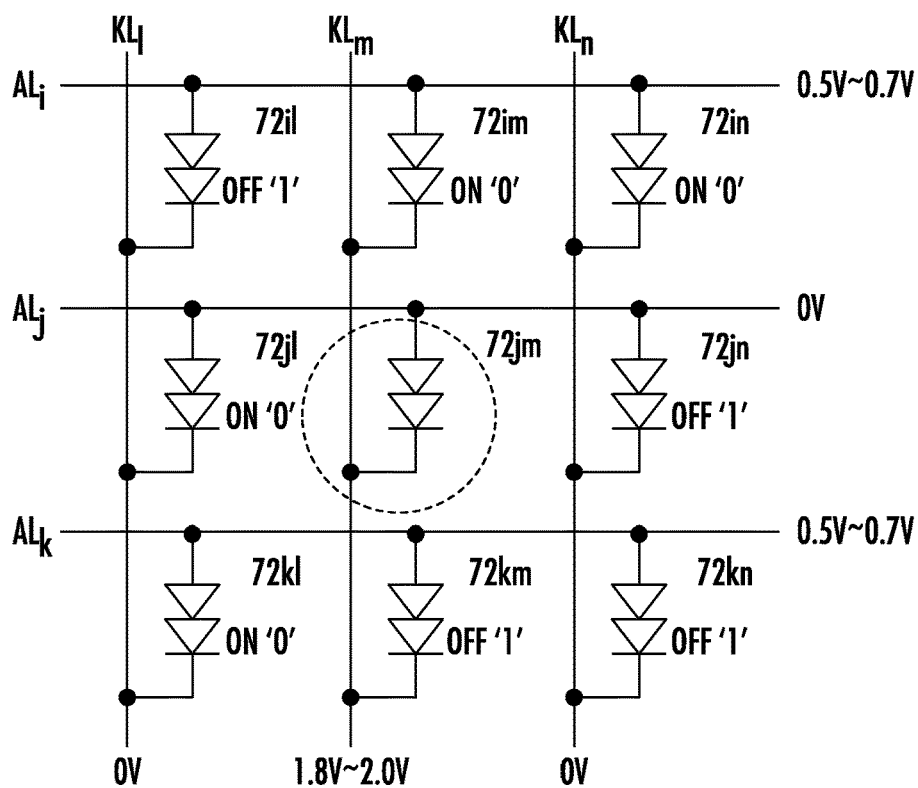 KLl KLm KLn
ALi 0.5V~0.7V
72il 72im 72in
OFF ‘1’ ON ‘0’ ON ‘0’
ALj 0V
72jl 72jm 72jn
ON ‘0’ OFF ‘1’
ALk 0.5V~0.7V
72kl 72km 72kn
ON ‘0’ OFF ‘1’ OFF ‘1’
0V 1.8V~2.0V 0V